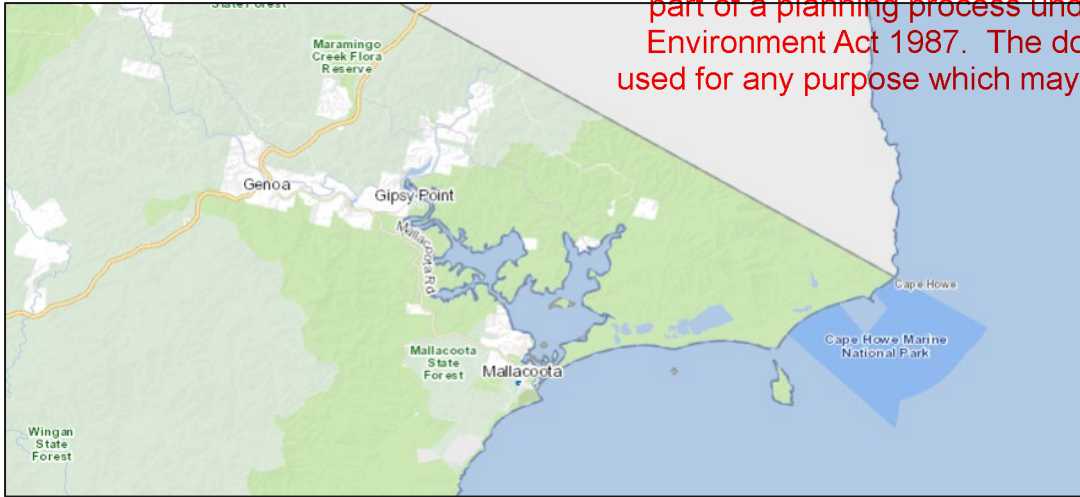 State Forest
part of a planning process und
Environment Act 1987. The do
used for any purpose which may
Maramingo
Creek Flora
Reserve
Genoa
Gipsy Point
Mallacoota Rd
Cape Howe
Cape Howe Marine
National Park
Mallacoota
State
Forest
Mallacoota
Wingan
State
Forest